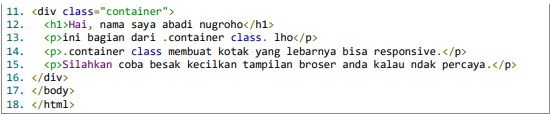 11. <div class="container">
12. <h1>Hai, nama saya abadi nugroho</h1>
13. <p>ini bagian dari .container class. lho</p>
14. <p>.container class membuat kotak yang lebarnya bisa responsive.</p>
15. <p>Silahkan coba besak kecilkan tampilan broser anda kalau ndak percaya.</p>
16. </div>
17. </body>
18. </html>